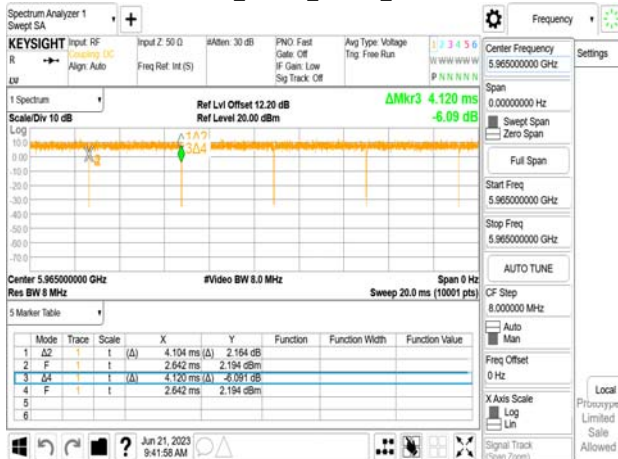 Spectrum Analyzer 1
Swept SA
Frequency
KEYSIGHT Input: RF Input Z: 50 Ω #Atten: 30 dB PNO: Fast Avg Type: Voltage 1 2 3 4 5 6
R Coupling: DC Gate: Off Trig: Free Run
Align: Auto Freq Ref: Int (S) IF Gain: Low W W W W W W
Sig Track: Off P N N N N N
1 Spectrum
Ref Lvl Offset 12.20 dB ΔMkr3 4.120 ms
Scale/Div 10 dB Ref Level 20.00 dBm -6.09 dB
Log
10.0
0.00
-10.0
-20.0
-30.0
-40.0
-50.0
-60.0
-70.0
1Δ2
3Δ4
Center 5.965000000 GHz #Video BW 8.0 MHz Span 0 Hz
Res BW 8 MHz Sweep 20.0 ms (10001 pts)
5 Marker Table
Mode Trace Scale X Y Function Function Width Function Value
1 Δ2 1 t (Δ) 4.104 ms (Δ) 2.164 dB
2 F 1 t 2.642 ms 2.194 dBm
3 Δ4 1 t (Δ) 4.120 ms (Δ) -6.091 dB
4 F 1 t 2.642 ms 2.194 dBm
5
6
Jun 21, 2023
9:41:58 AM
Center Frequency
5.965000000 GHz
Settings
Span
0.00000000 Hz
Swept Span
Zero Span
Full Span
Start Freq
5.965000000 GHz
Stop Freq
5.965000000 GHz
AUTO TUNE
CF Step
8.000000 MHz
Auto
Man
Freq Offset
0 Hz
X Axis Scale
Log
Lin
Signal Track
(Span Zoom)
Local
Prototype
Limited
Sale
Allowed